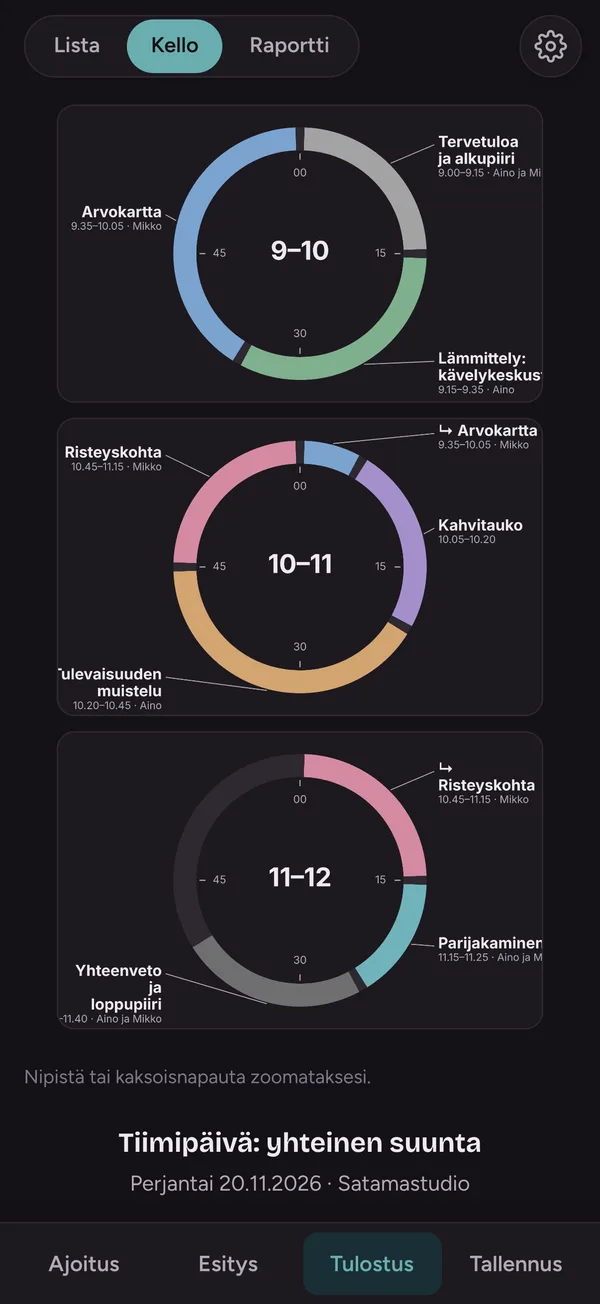 Lista Kello Raportti
Tervetuloa
ja alkupiiri
9.00–9.15 · Aino ja Mi
Arvokartta
9.35–10.05 · Mikko
00
45
9–10
15
30
Lämmittely:
kävelykeskus
9.15–9.35 · Aino
↪ Arvokartta
9.35–10.05 · Mikko
Risteyskohta
10.45–11.15 · Mikko
00
Kahvitauko
10.05–10.20
45
10–11
15
30
Tulevaisuuden
muistelu
10.20–10.45 · Aino
↪
Risteyskohta
10.45–11.15 · Mikko
00
45
11–12
15
Parijakaminen
11.15–11.25 · Aino ja M
30
Yhteenveto
ja
loppupiiri
–11.40 · Aino ja Mikko
Nipistä tai kaksoisnapauta zoomataksesi.
Tiimipäivä: yhteinen suunta
Perjantai 20.11.2026 · Satamastudio
Ajoitus Esitys Tulostus Tallennus